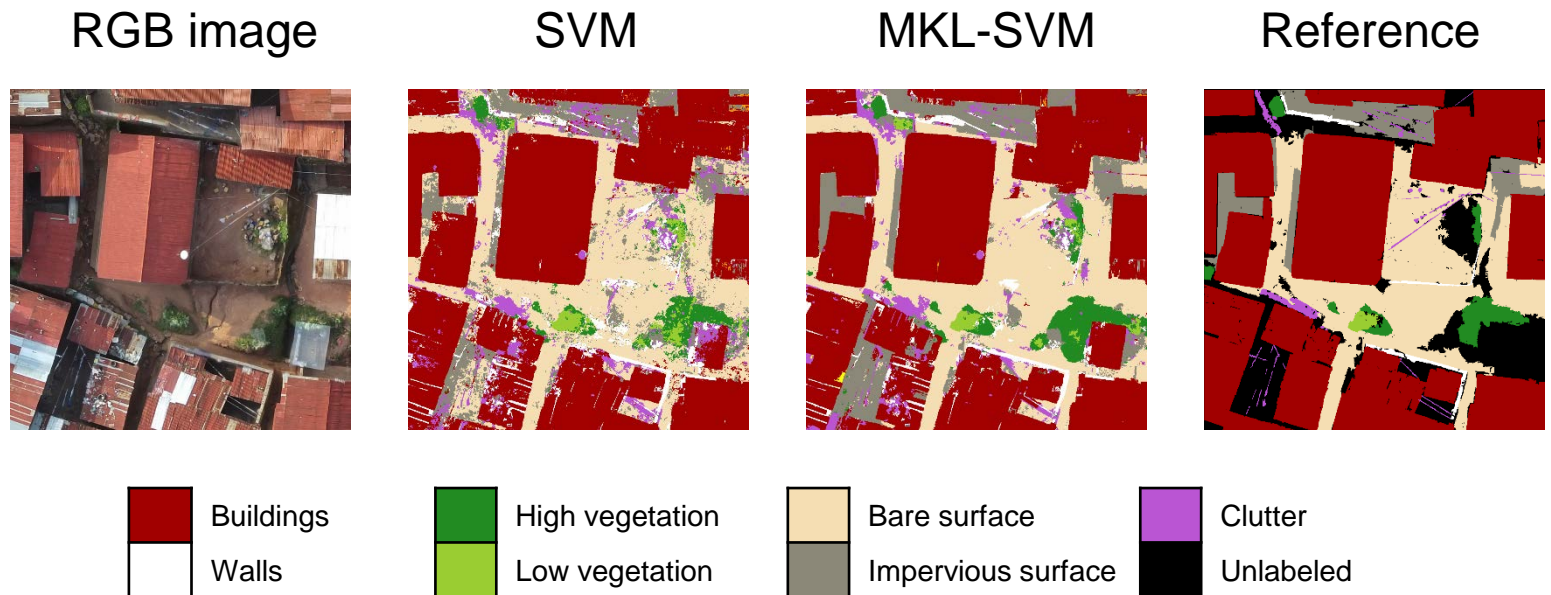 RGB image SVM MKL-SVM Reference
Buildings High vegetation Bare surface Clutter
Walls Low vegetation Impervious surface Unlabeled